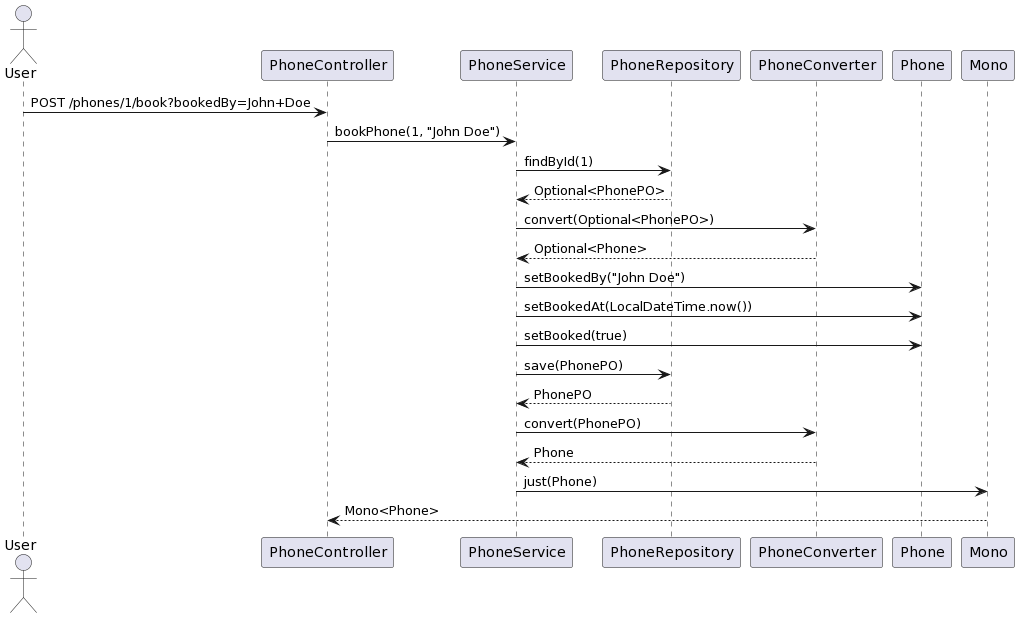 User
PhoneController
PhoneService
PhoneRepository
PhoneConverter
Phone
Mono
POST /phones/1/book?bookedBy=John+Doe
bookPhone(1, "John Doe")
findById(1)
Optional<PhonePO>
convert(Optional<PhonePO>)
Optional<Phone>
setBookedBy("John Doe")
setBookedAt(LocalDateTime.now())
setBooked(true)
save(PhonePO)
PhonePO
convert(PhonePO)
Phone
just(Phone)
Mono<Phone>
User
PhoneController
PhoneService
PhoneRepository
PhoneConverter
Phone
Mono